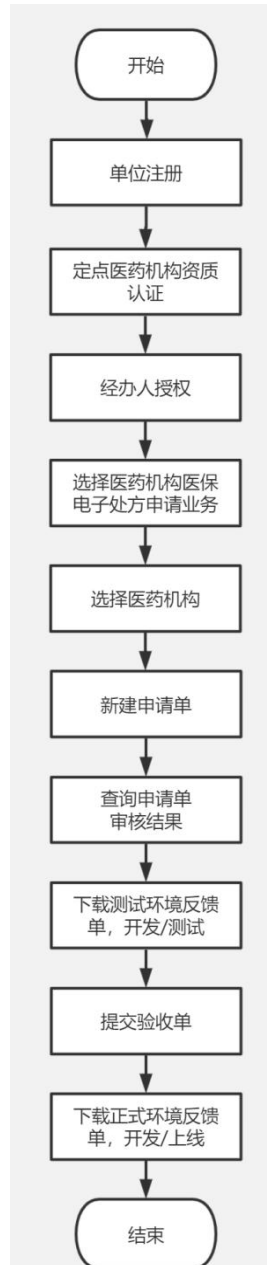 开始
单位注册
定点医药机构资质
认证
经办人授权
选择医药机构医保
电子处方申请业务
选择医药机构
新建申请单
查询申请单
审核结果
下载测试环境反馈
单，开发/测试
提交验收单
下载正式环境反馈
单，开发/上线
结束